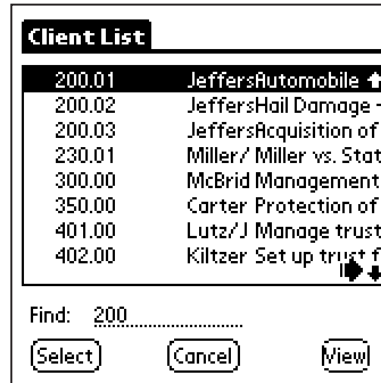 Client List
200.01 JeffersAutomobile
200.02 JeffersHail Damage -
200.03 JeffersAcquisition of
230.01 Miller/ Miller vs. Stat
300.00 McBrid Management
350.00 Carter Protection of
401.00 Lutz/J Manage trust
402.00 Kiltzer Set up trust f
Find: 200
Select Cancel View